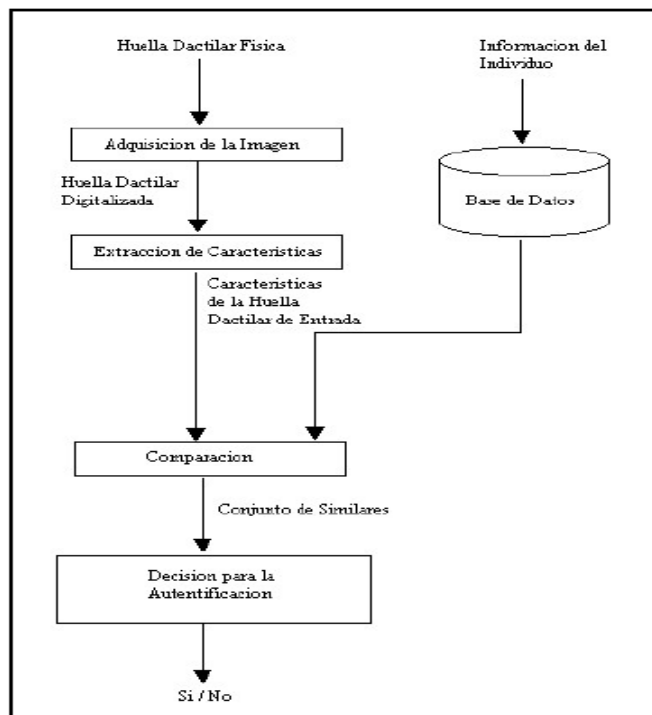 Huella Dactilar Fisica
Informacion del
Individuo
Adquisicion de la Imagen
Huella Dactilar
Digitalizada
Base de Datos
Extraccion de Caracteristicas
Caracteristicas
de la Huella
Dactilar de Entrada
Comparacion
Conjunto de Similares
Decision para la
Autentificacion
Si / No